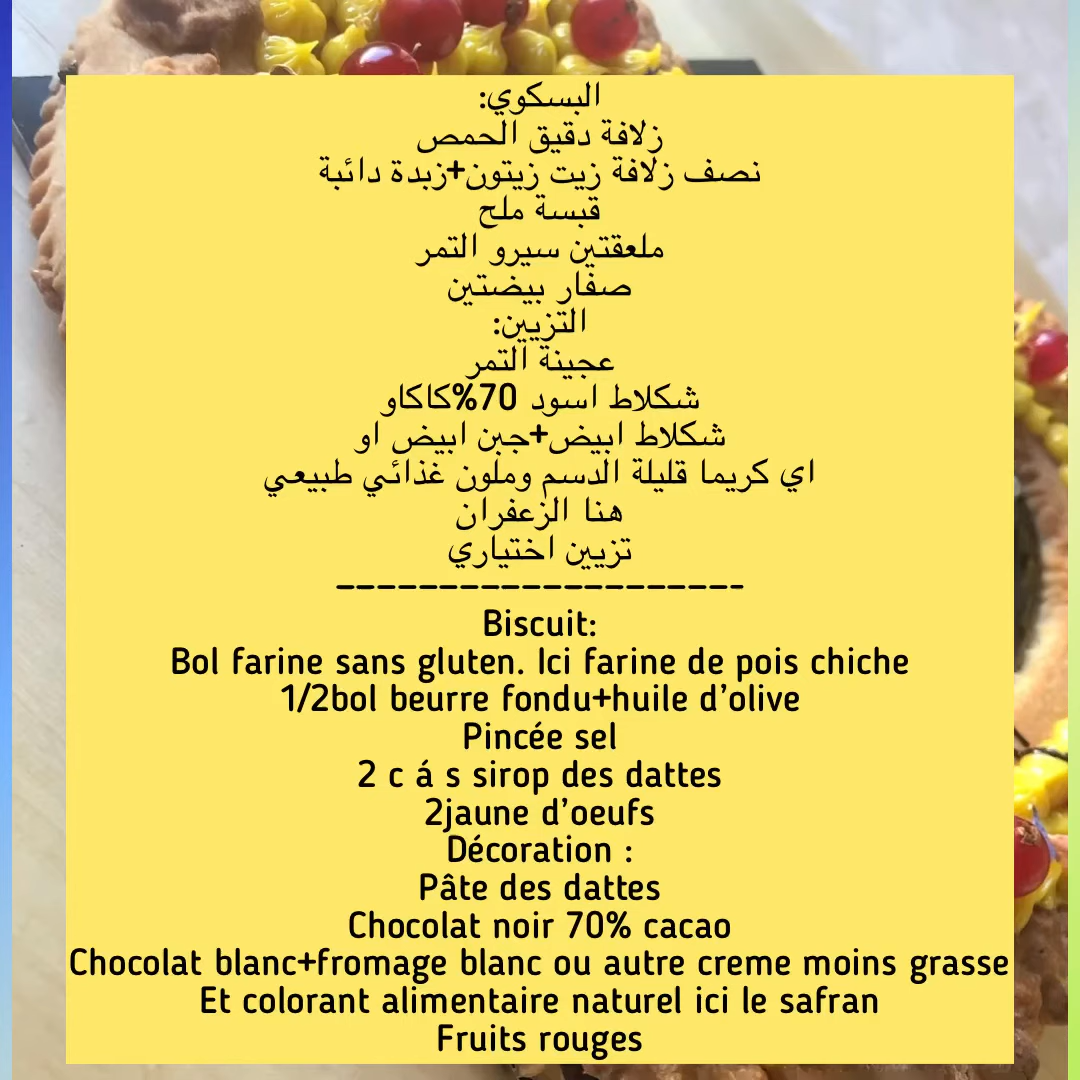 البسكوي:
زلافة دقيق الحمص
نصف زلافة زيت زيتون+زبدة دائبة
قبسة ملح
ملعقتين سيرو التمر
صفار بيضتين
التزيين:
عجينة التمر
شكلاط اسود 70%كاكاو
شكلاط ابيض+جبن ابيض او
اي كريما قليلة الدسم وملون غذائي طبيعي
هنا الزعفران
تزيين اختياري
--------------------
Biscuit:
Bol farine sans gluten. Ici farine de pois chiche
1/2bol beurre fondu+huile d’olive
Pincée sel
2 c á s sirop des dattes
2jaune d’oeufs
Décoration :
Pâte des dattes
Chocolat noir 70% cacao
Chocolat blanc+fromage blanc ou autre creme moins grasse
Et colorant alimentaire naturel ici le safran
Fruits rouges